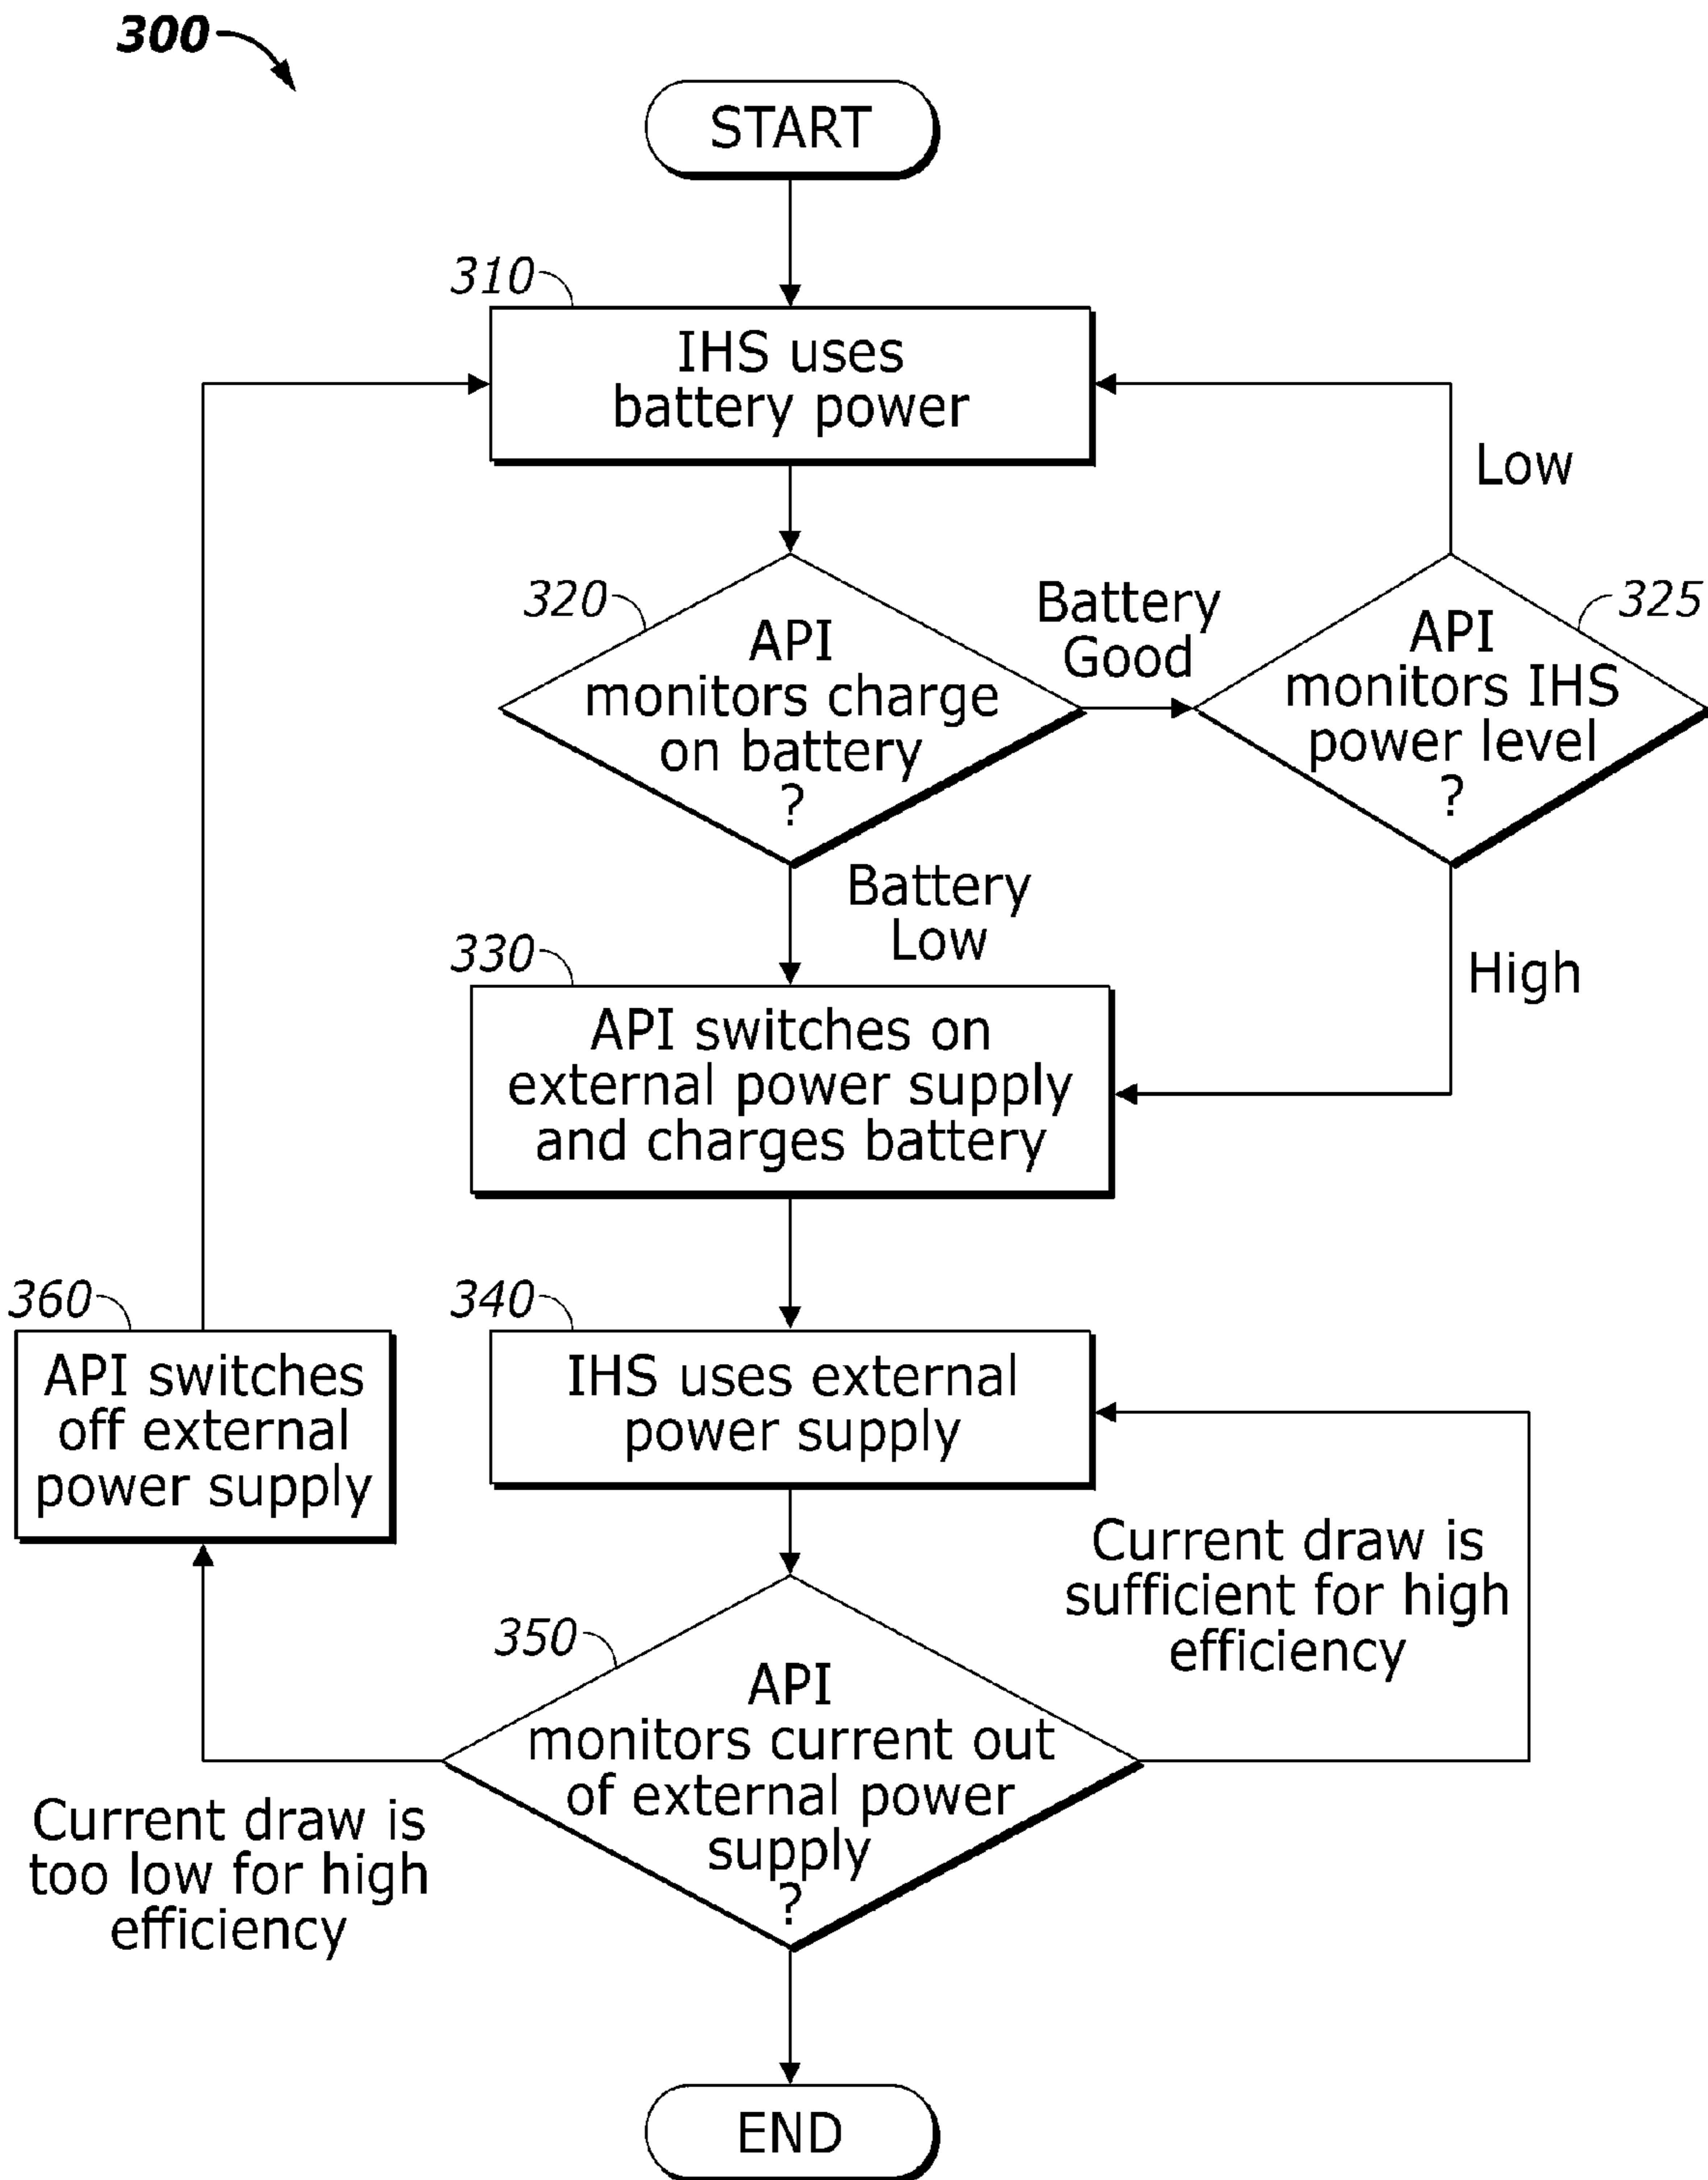 300
START
310
IHS uses
battery power
Low
320
API
monitors charge
on battery
?
Battery
Good
325
API
monitors IHS
power level
?
Battery
Low
High
330
API switches on
external power supply
and charges battery
360
API switches
off external
power supply
340
IHS uses external
power supply
Current draw is
sufficient for high
efficiency
350
API
monitors current out
of external power
supply
?
Current draw is
too low for high
efficiency
END